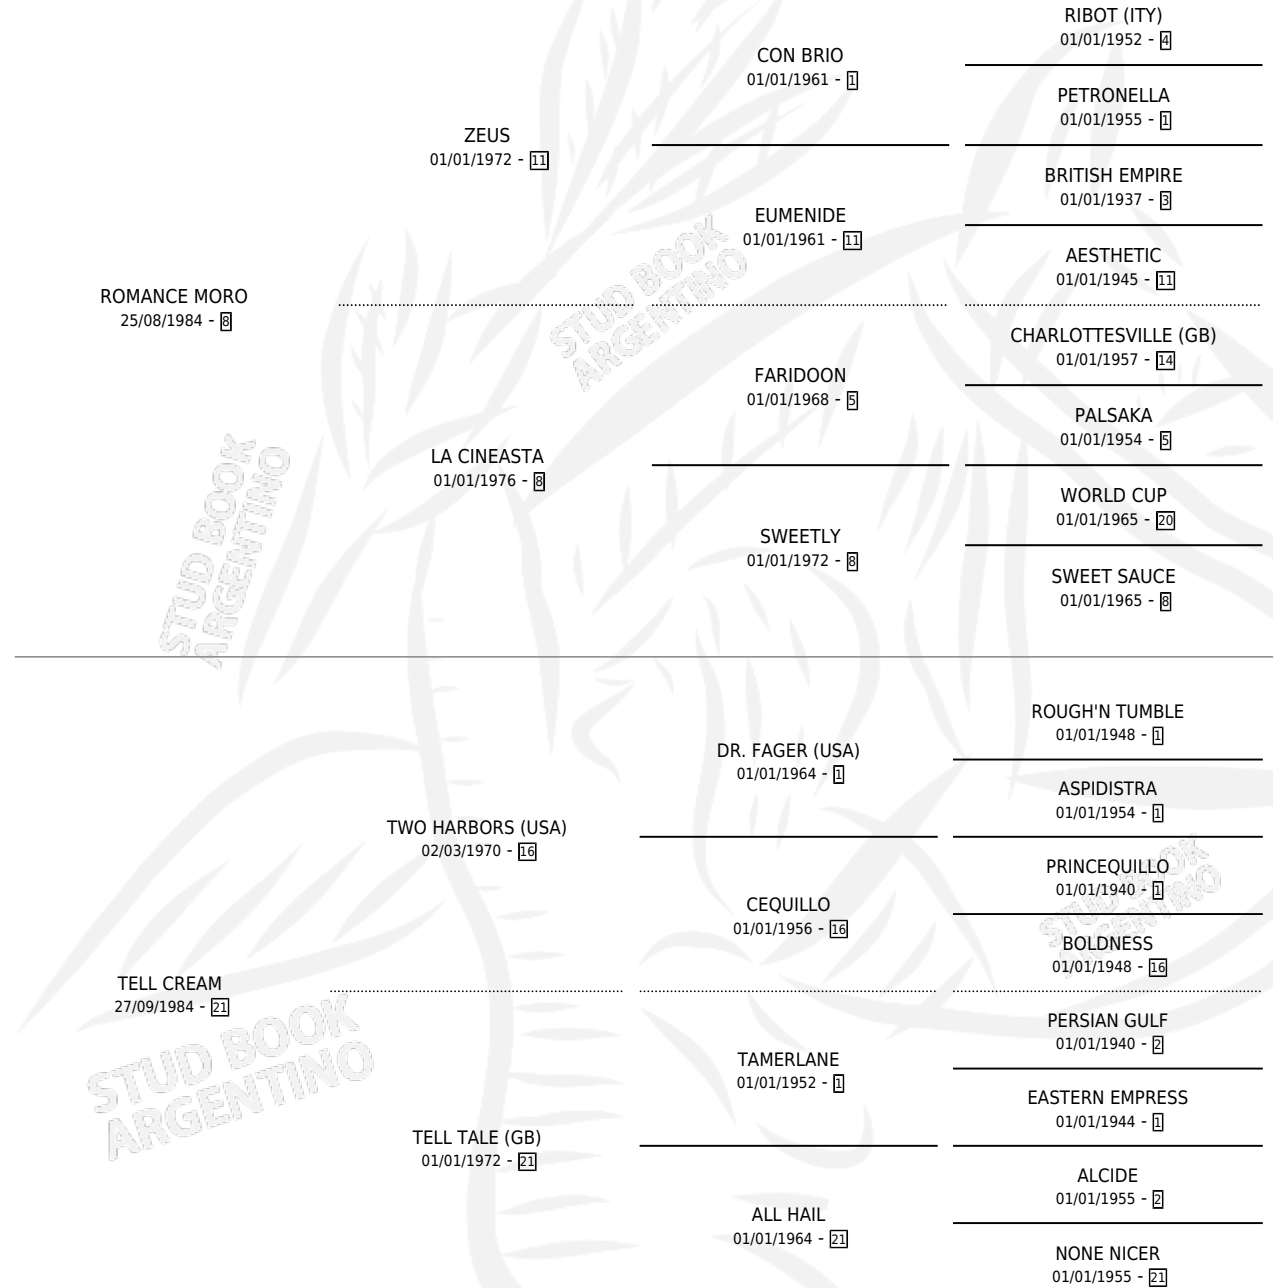 RIBOT (ITY)
01/01/1952 - 4
CON BRIO
01/01/1961 - 1
PETRONELLA
01/01/1955 - 1
ZEUS
01/01/1972 - 11
BRITISH EMPIRE
01/01/1937 - 3
EUMENIDE
01/01/1961 - 11
AESTHETIC
01/01/1945 - 11
ROMANCE MORO
25/08/1984 - 8
CHARLOTTESVILLE (GB)
01/01/1957 - 14
FARIDOON
01/01/1968 - 5
PALSAKA
01/01/1954 - 5
LA CINEASTA
01/01/1976 - 8
WORLD CUP
01/01/1965 - 20
SWEETLY
01/01/1972 - 8
SWEET SAUCE
01/01/1965 - 8
STUD BOOK
ARGENTINO
STUD BOOK
ARGENTINO
ROUGH'N TUMBLE
01/01/1948 - 1
DR. FAGER (USA)
01/01/1964 - 1
ASPIDISTRA
01/01/1954 - 1
TWO HARBORS (USA)
02/03/1970 - 16
PRINCEQUILLO
01/01/1940 - 1
CEQUILLO
01/01/1956 - 16
BOLDNESS
01/01/1948 - 16
TELL CREAM
27/09/1984 - 21
PERSIAN GULF
01/01/1940 - 2
TAMERLANE
01/01/1952 - 1
EASTERN EMPRESS
01/01/1944 - 1
TELL TALE (GB)
01/01/1972 - 21
ALCIDE
01/01/1955 - 2
ALL HAIL
01/01/1964 - 21
NONE NICER
01/01/1955 - 21
STUD BOOK
ARGENTINO
STUD BOOK
ARGENTINO